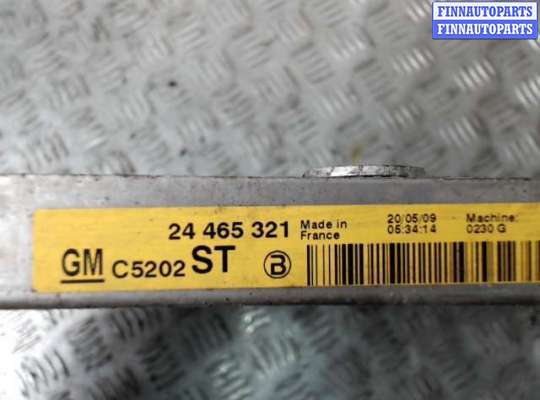 FINNAUTOPARTS
FINNAUTOPARTS
24 465 321
Made in
France
20/05/09
05:34:14
Machine:
0230 G
GM C5202 ST B